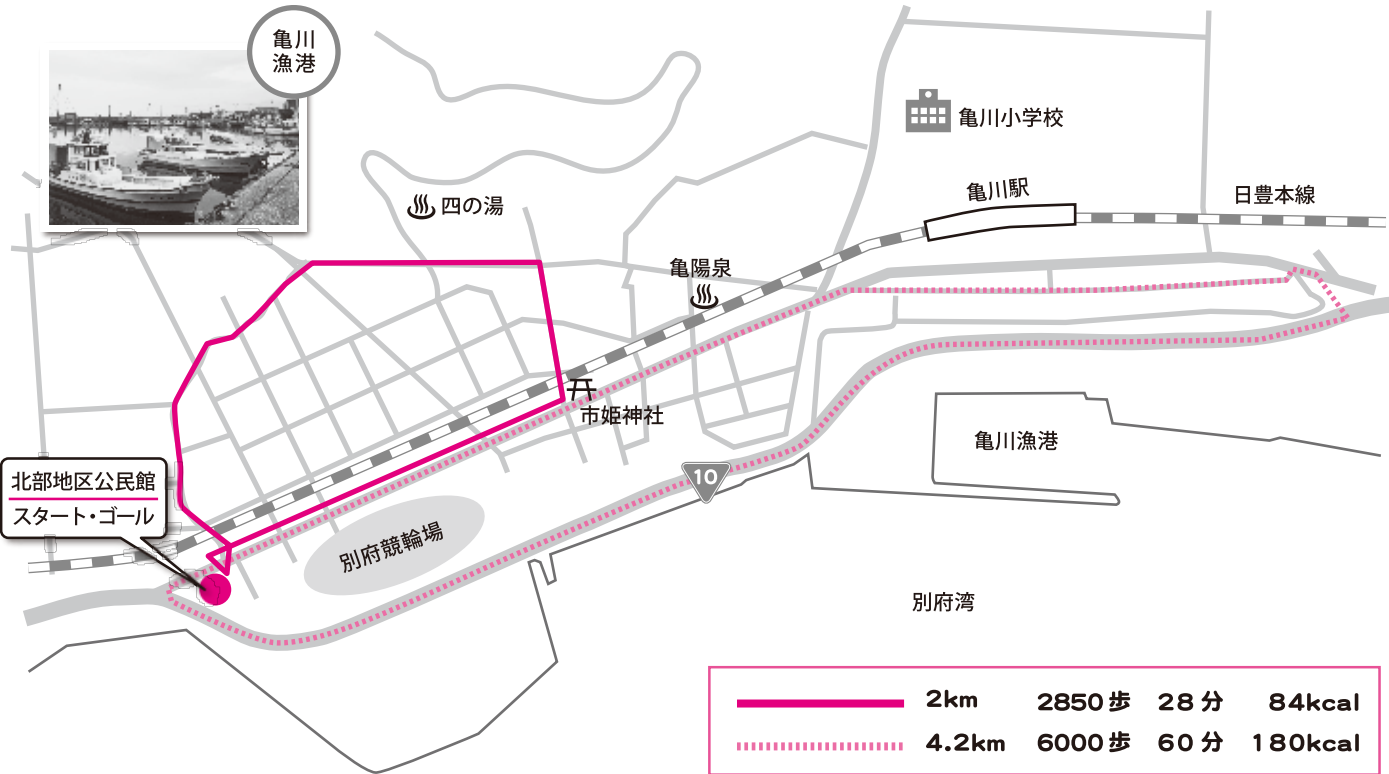 亀川
漁港
亀川小学校
亀川駅
日豊本線
四の湯
亀陽泉
市姫神社
亀川漁港
10
北部地区公民館
スタート・ゴール
別府競輪場
別府湾
2km 2850歩 28分 84kcal
4.2km 6000歩 60分 180kcal